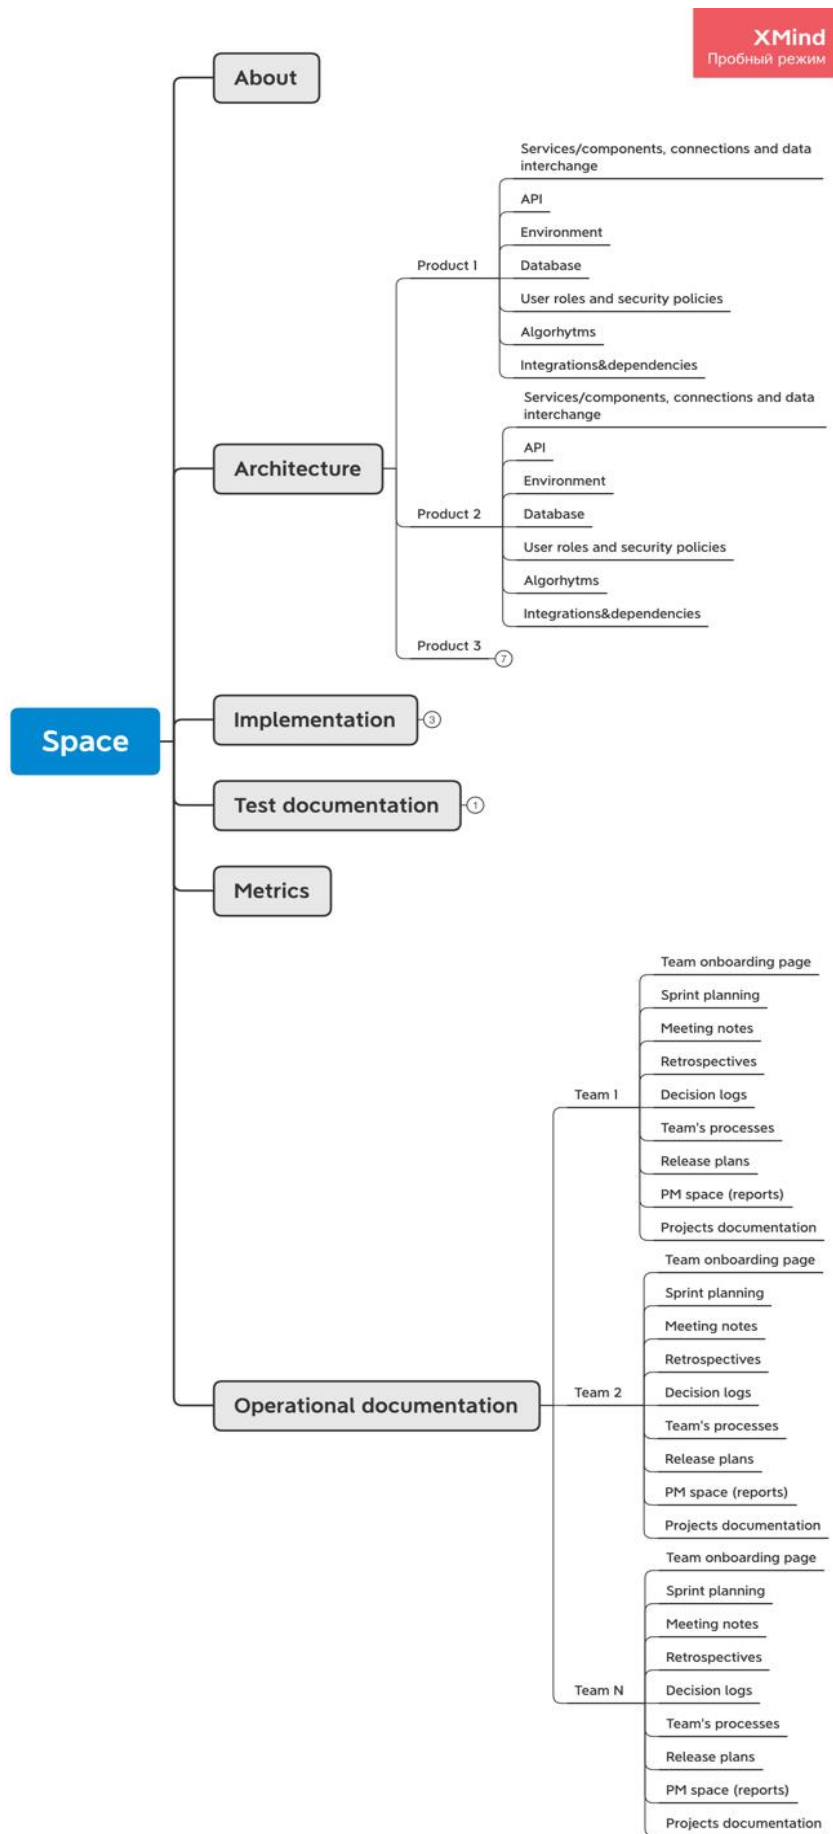 XMind
Пробный режим
About
Services/components, connections and data
interchange
API
Environment
Product 1
Database
User roles and security policies
Algorhytms
Integrations&dependencies
Services/components, connections and data
interchange
API
Architecture
Environment
Product 2
Database
User roles and security policies
Algorhytms
Integrations&dependencies
Product 3
7
Implementation
3
Space
Test documentation
1
Metrics
Team onboarding page
Sprint planning
Meeting notes
Retrospectives
Team 1
Decision logs
Team's processes
Release plans
PM space (reports)
Projects documentation
Team onboarding page
Sprint planning
Meeting notes
Retrospectives
Operational documentation
Team 2
Decision logs
Team's processes
Release plans
PM space (reports)
Projects documentation
Team onboarding page
Sprint planning
Meeting notes
Retrospectives
Team N
Decision logs
Team's processes
Release plans
PM space (reports)
Projects documentation